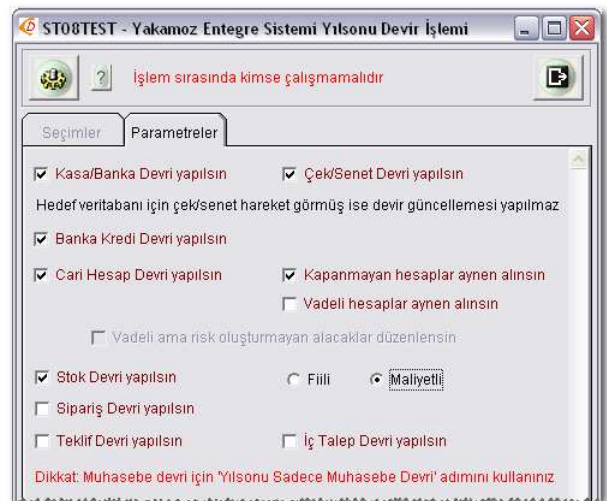 ST08TEST - Yakamoz Entegre Sistemi Yılsonu Devir İşlemi
? İşlem sırasında kimse çalışmamalıdır
Seçimler Parametreler
Kasa/Banka Devri yapılsın Çek/Senet Devri yapılsın
Hedef veritabanı için çek/senet hareket görmüş ise devir güncellemesi yapılmaz
Banka Kredi Devri yapılsın
Cari Hesap Devri yapılsın Kapanmayan hesaplar aynen alınsın
Vadeli hesaplar aynen alınsın
Vadeli ama risk oluşturmayan alacaklar düzenlensin
Stok Devri yapılsın Fiili Maliyetli
Sipariş Devri yapılsın
Teklif Devri yapılsın İç Talep Devri yapılsın
Dikkat: Muhasebe devri için 'Yılsonu Sadece Muhasebe Devri' adımını kullanınız